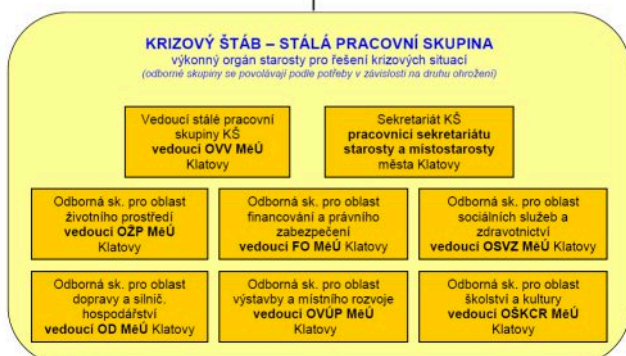 KRIZOVÝ ŠTÁB – STÁLÁ PRACOVNÍ SKUPINA
výkonný orgán starosty pro řešení krizových situací
(odborné skupiny se povolávají podle potřeby v závislosti na druhu ohrožení)
Vedoucí stálé pracovní
skupiny KŠ
vedoucí OVV MěÚ
Klatovy
Sekretariát KŠ
pracovníci sekretariátu
starosty a místostarosty
města Klatovy
Odborná sk. pro oblast
životního prostředí
vedoucí OŽP MěÚ
Klatovy
Odborná sk. pro oblast
financování a právního
zabezpečení
vedoucí FO MěÚ Klatovy
Odborná sk. pro oblast
sociálních služeb a
zdravotnictví
vedoucí OSVZ MěÚ Klatovy
Odborná sk. pro oblast
dopravy a silnič.
hospodářství
vedoucí OD MěÚ Klatovy
Odborná sk. pro oblast
výstavby a místního rozvoje
vedoucí OVÚP MěÚ
Klatovy
Odborná sk. pro oblast
školství a kultury
vedoucí OŠKCR MěÚ
Klatovy